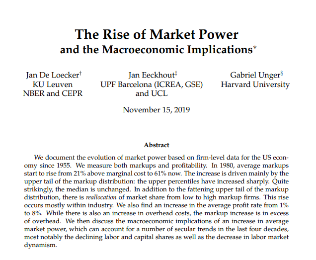 The Rise of Market Power
and the Macroeconomic Implications*
Jan De Loecker† Jan Eeckhout‡ Gabriel Unger§
KU Leuven UPF Barcelona (ICREA, GSE) Harvard University
NBER and CEPR and UCL
November 15, 2019
Abstract
We document the evolution of market power based on firm-level data for the US econ-
omy since 1955. We measure both markups and profitability. In 1980, average markups
start to rise from 21% above marginal cost to 61% now. The increase is driven mainly by the
upper tail of the markup distribution: the upper percentiles have increased sharply. Quite
strikingly, the median is unchanged. In addition to the fattening upper tail of the markup
distribution, there is reallocation of market share from low to high markup firms. This rise
occurs mostly within industry. We also find an increase in the average profit rate from 1%
to 8%. While there is also an increase in overhead costs, the markup increase is in excess
of overhead. We then discuss the macroeconomic implications of an increase in average
market power, which can account for a number of secular trends in the last four decades,
most notably the declining labor and capital shares as well as the decrease in labor market
dynamism.